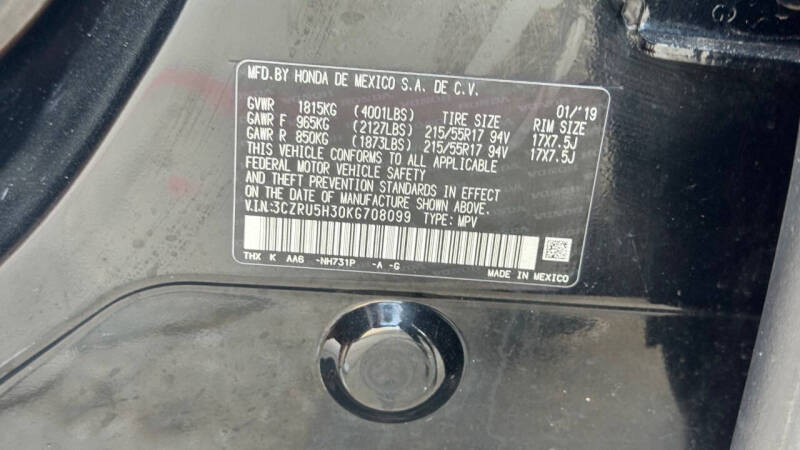 MFD.BY HONDA DE MEXICO S.A. DE C.V.
GVWR 1815KG (4001LBS) TIRE SIZE 01/'19
GAWR F 965KG (2127LBS) 215/55R17 94V RIM SIZE 17X7.5J
GAWR R 850KG (1873LBS) 215/55R17 94V 17X7.5J
THIS VEHICLE CONFORMS TO ALL APPLICABLE
FEDERAL MOTOR VEHICLE SAFETY
AND THEFT PREVENTION STANDARDS IN EFFECT
ON THE DATE OF MANUFACTURE SHOWN ABOVE.
V.I.N:3CZRU5H30KG708099 TYPE: MPV
THX K AA6 -NH731P -A -G
MADE IN MEXICO